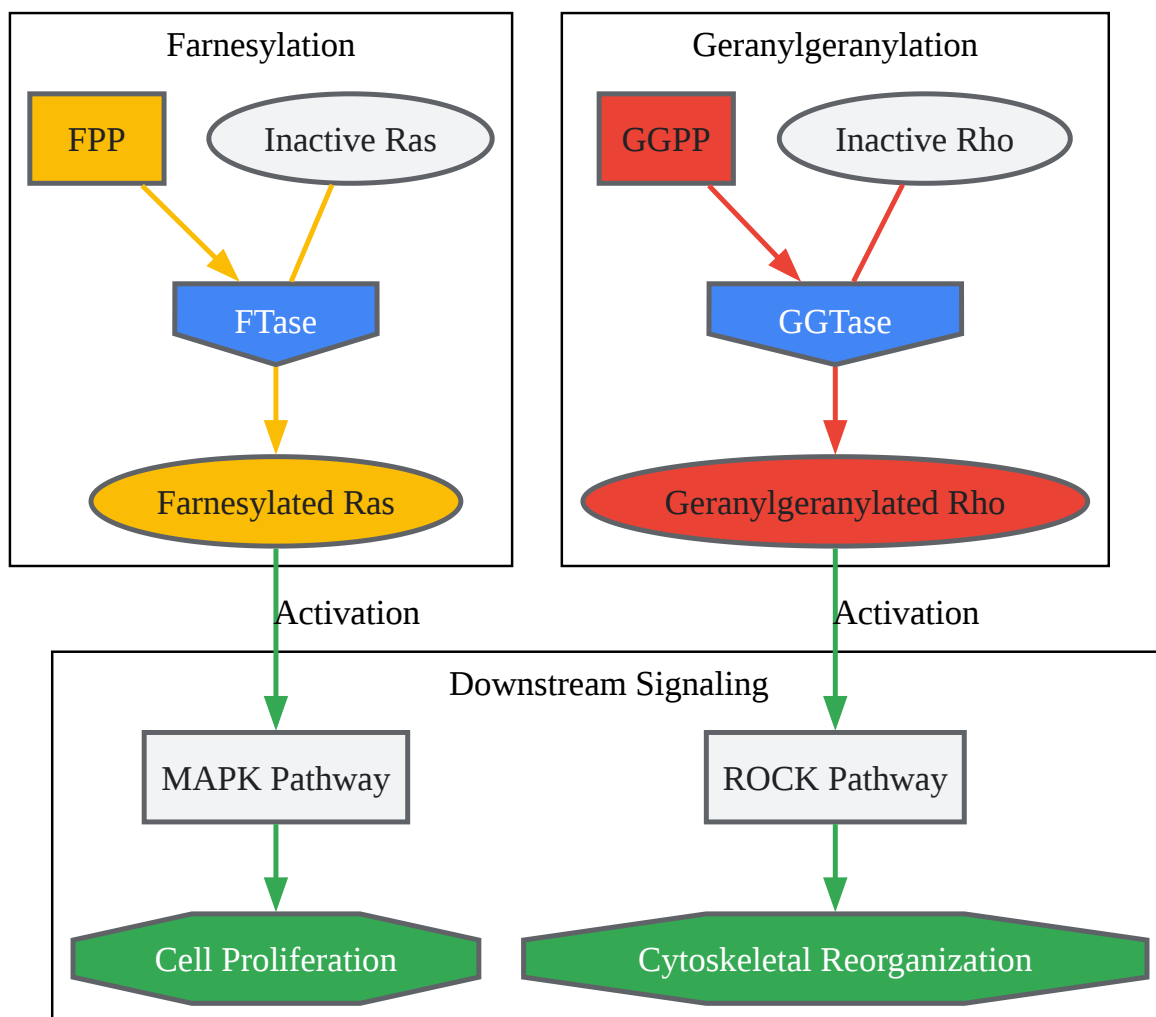 Farnesylation
Geranylgeranylation
FPP
Inactive Ras
GGPP
Inactive Rho
FTase
GGTase
Farnesylated Ras
Geranylgeranylated Rho
Activation
Activation
Downstream Signaling
MAPK Pathway
ROCK Pathway
Cell Proliferation
Cytoskeletal Reorganization